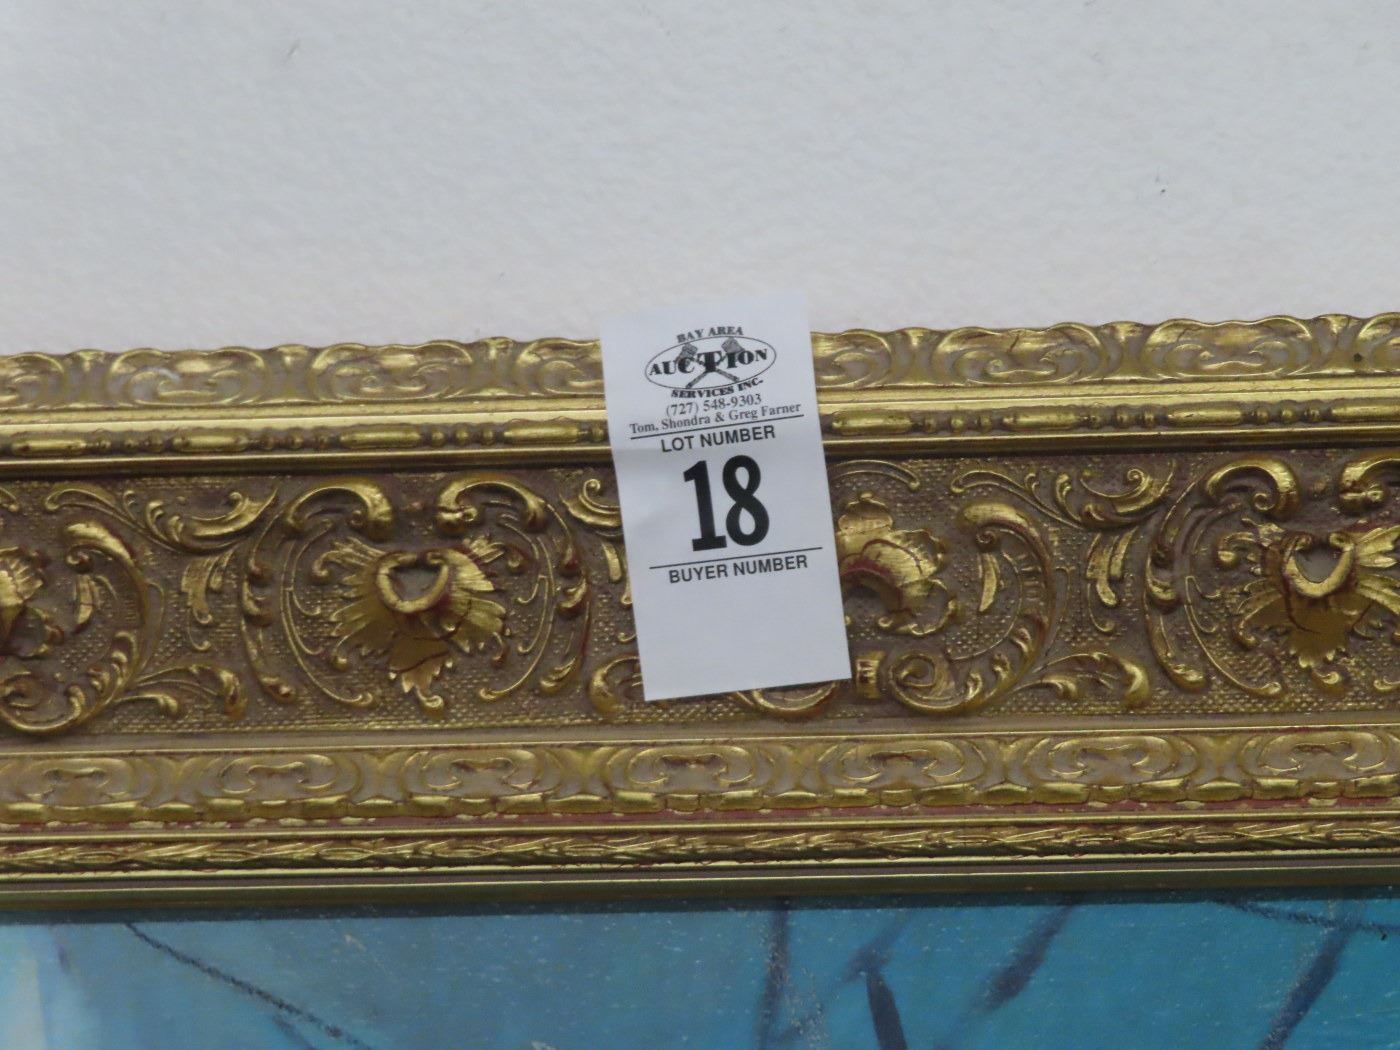 BAY AREA
AUCTION
SERVICES INC.
(727) 548-9303
Tom, Shondra & Greg Farner
LOT NUMBER
18
BUYER NUMBER